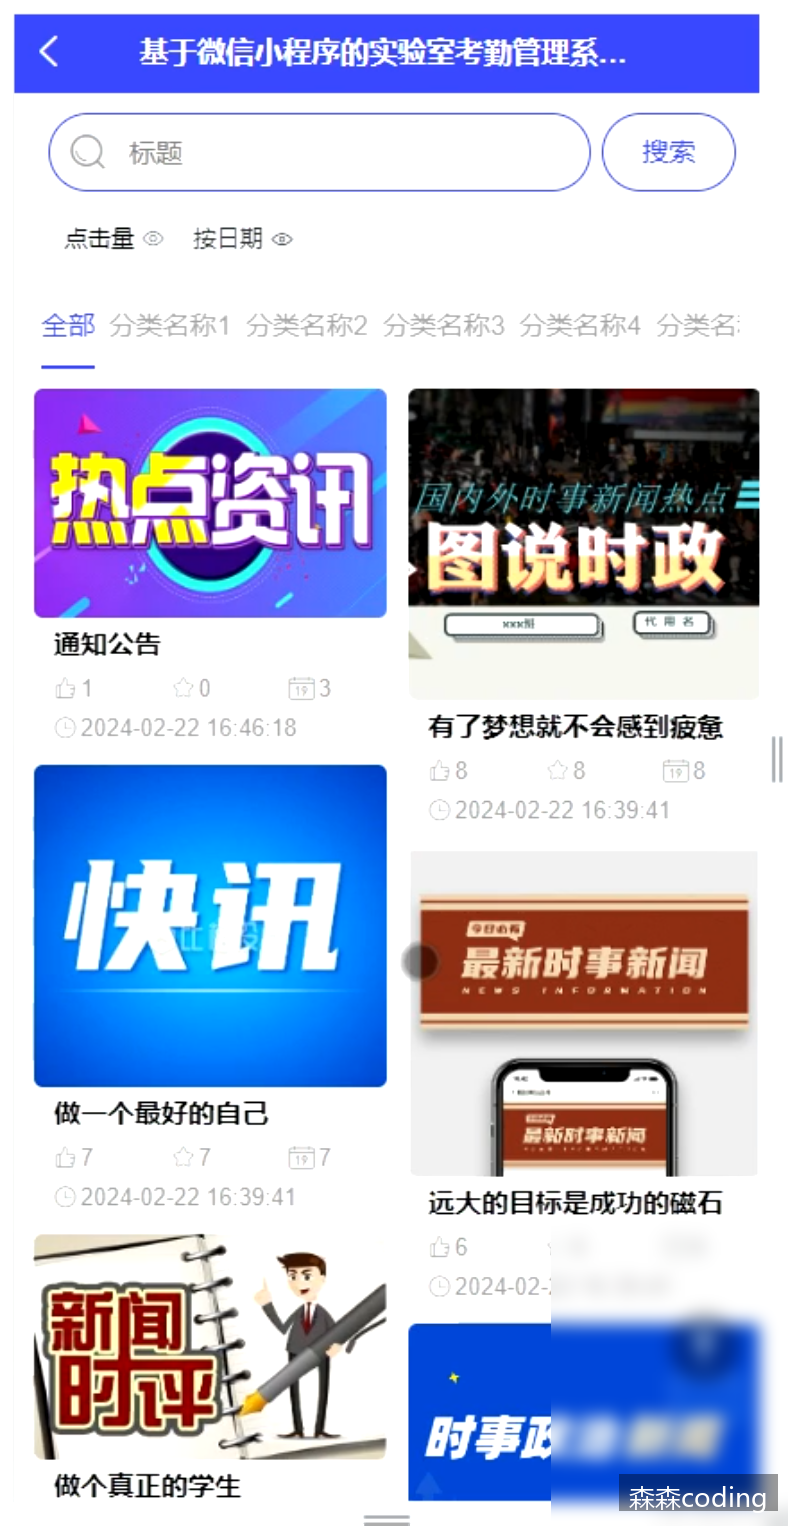 基于微信小程序的实验室考勤管理系...
标题
搜索
点击量 按日期
全部 分类名称1 分类名称2 分类名称3 分类名称4 分类名
热点资讯
通知公告
1 0 19 3
2024-02-22 16:46:18
国内外时事新闻热点
图说时政
xxx班 代用名
有了梦想就不会感到疲惫
8 8 19 8
2024-02-22 16:39:41
快讯
做一个最好的自己
7 7 19 7
2024-02-22 16:39:41
今日必看
最新时事新闻
NEWS INFORMATION
最新时事新闻
远大的目标是成功的磁石
6
2024-02-2
新闻
时评
做个真正的学生
时事政
森森coding